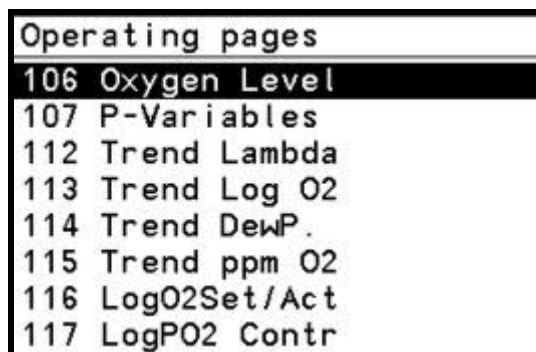 Operating pages
106 Oxygen Level
107 P-Variables
112 Trend Lambda
113 Trend Log O2
114 Trend DewP.
115 Trend ppm O2
116 LogO2Set/Act
117 LogPO2 Contr